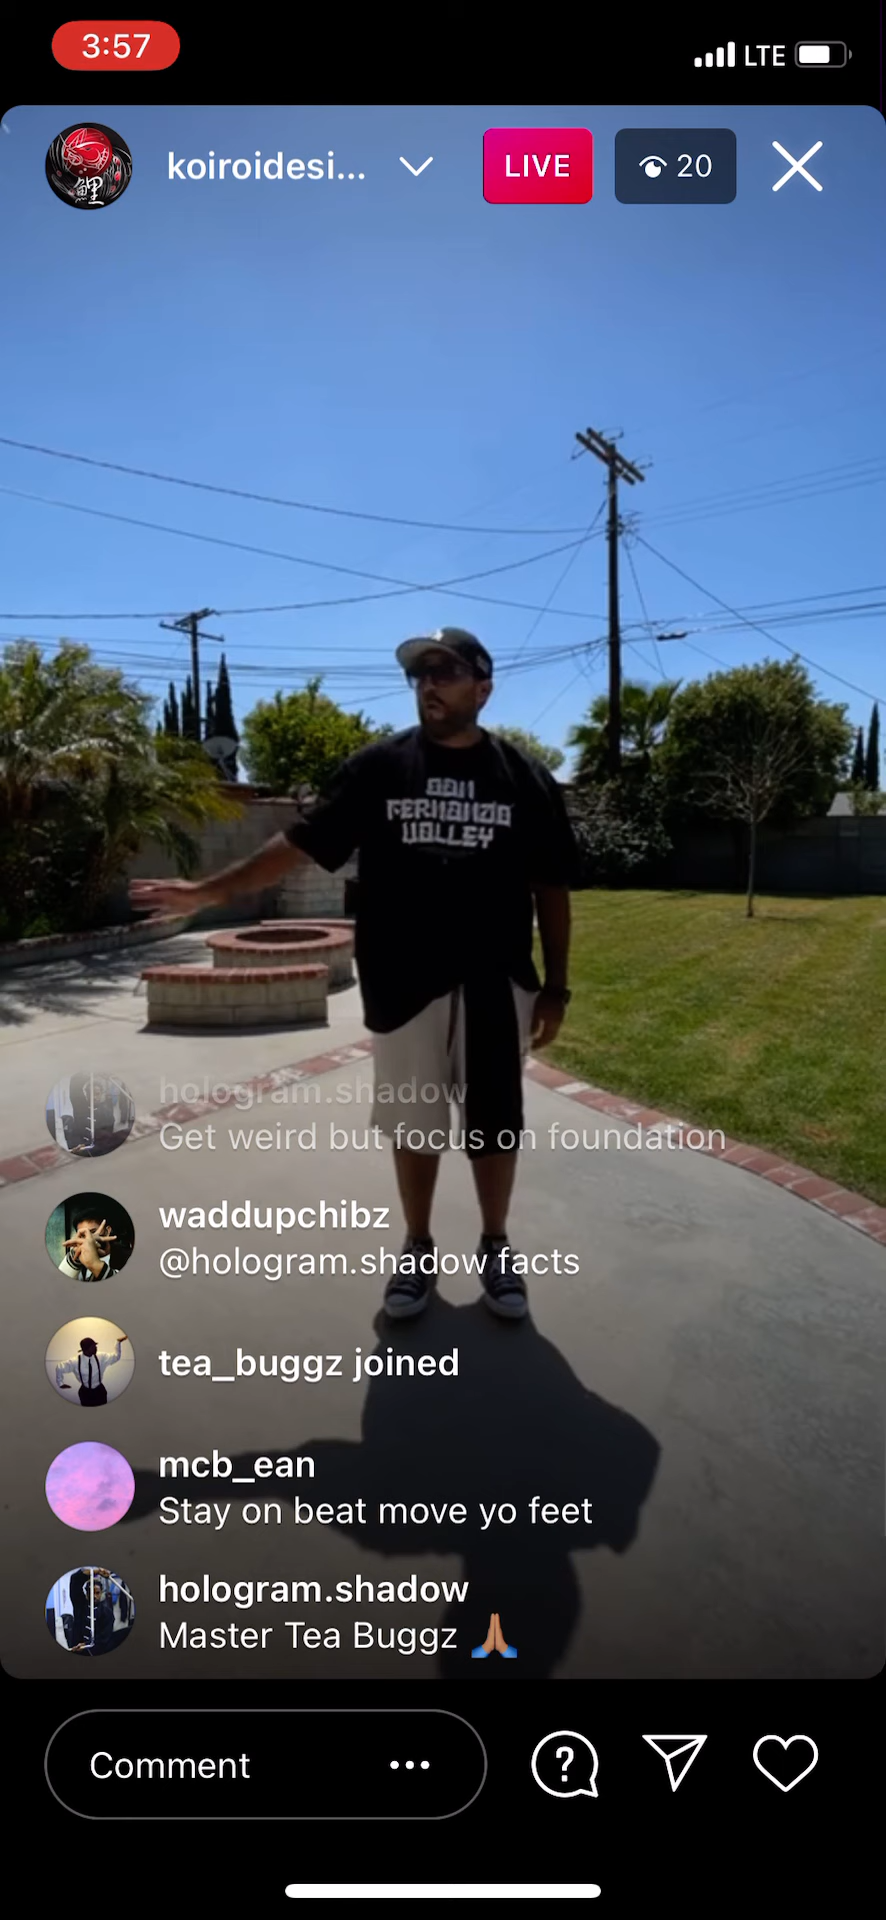 3:57
LTE
koiroidesi...
LIVE
20
鯉
SAN
FERNANDO
VALLEY
hologram.shadow
Get weird but focus on foundation
waddupchibz
@hologram.shadow facts
tea_buggz joined
mcb_ean
Stay on beat move yo feet
hologram.shadow
Master Tea Buggz 🙏🏽
Comment